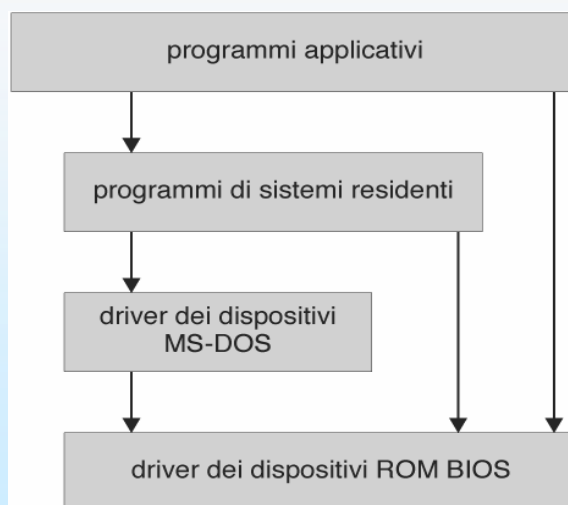 programmi applicativi
programmi di sistemi residenti
driver dei dispositivi
MS-DOS
driver dei dispositivi ROM BIOS